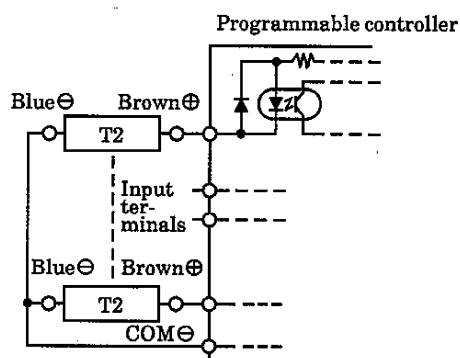 Programmable controller
Blue⊖ Brown⊕
T2
Input
ter-
minals
Blue⊖ Brown⊕
T2
COM⊖